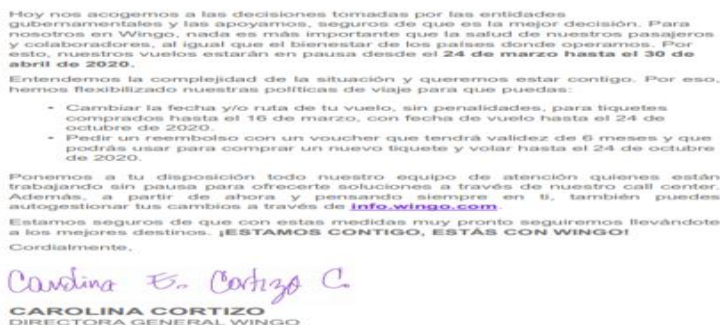 Hoy nos acogemos a las decisiones tomadas por las entidades
gubernamentales y las apoyamos, seguros de que es la mejor decisión. Para
nosotros en Wingo, nada es más importante que la salud de nuestros pasajeros
y colaboradores, al igual que el bienestar de los países donde operamos. Por
esto, nuestros vuelos estarán en pausa desde el 24 de marzo hasta el 30 de
abril de 2020.
Entendemos la complejidad de la situación y queremos estar contigo. Por eso,
hemos flexibilizado nuestras políticas de viaje para que puedas:
• Cambiar la fecha y/o ruta de tu vuelo, sin penalidades, para tiquetes
comprados hasta el 16 de marzo, con fecha de vuelo hasta el 24 de
octubre de 2020.
• Pedir un reembolso con un voucher que tendrá validez de 6 meses y que
podrás usar para comprar un nuevo tiquete y volar hasta el 24 de octubre
de 2020.
Ponemos a tu disposición todo nuestro equipo de atención quienes están
trabajando sin pausa para ofrecerte soluciones a través de nuestro call center.
Además, a partir de ahora y pensando siempre en ti, también puedes
autogestionar tus cambios a través de info.wingo.com.
Estamos seguros de que con estas medidas muy pronto seguiremos llevándote
a los mejores destinos. ¡ESTAMOS CONTIGO, ESTÁS CON WINGO!
Cordialmente,
Carolina E. Cortizo C.
CAROLINA CORTIZO
DIRECTORA GENERAL WINGO